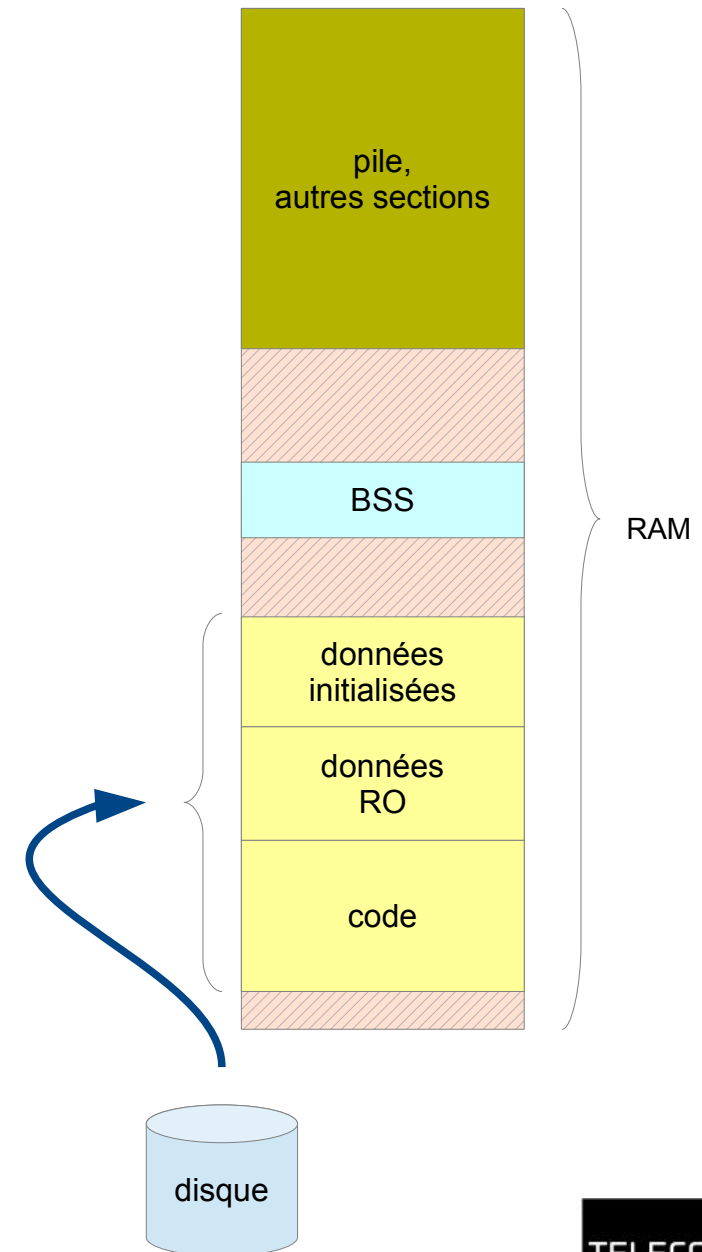 pile,
autres sections
BSS
RAM
données
initialisées
données
RO
code
disque